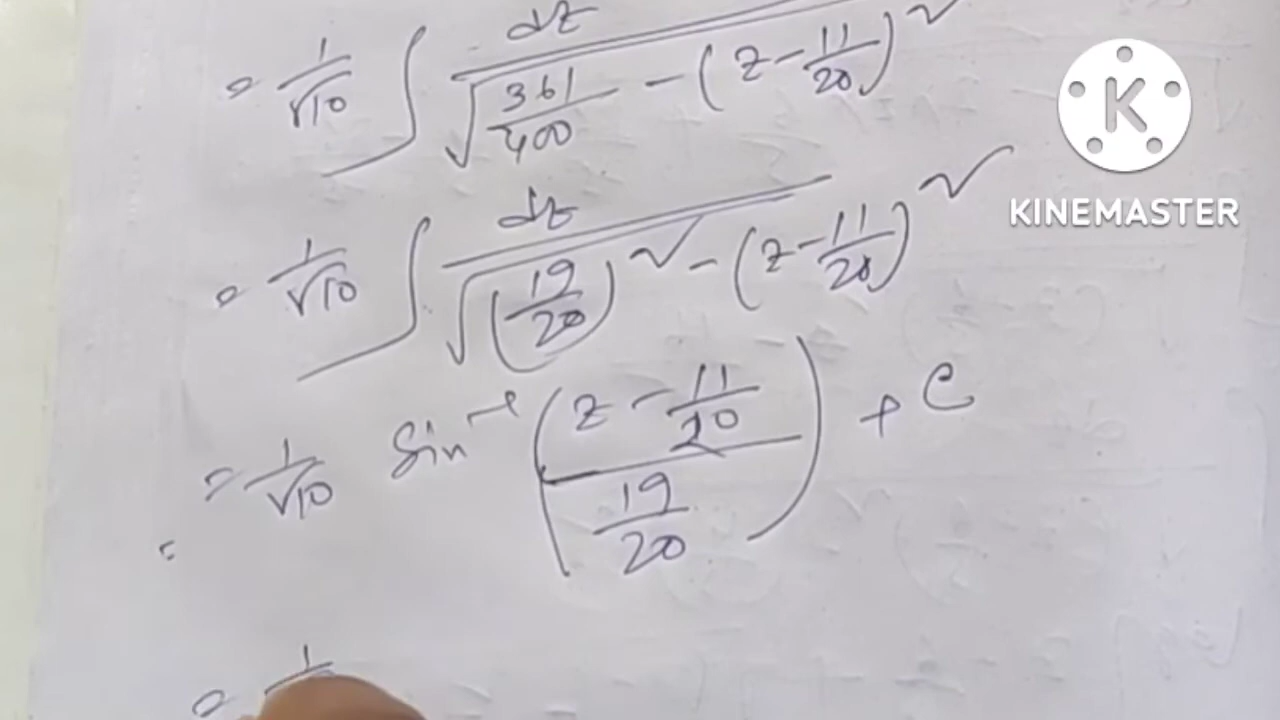 = 1/√10 ∫ dz / √(361/400 - (z - 11/20)²)
= 1/√10 ∫ dz / √((19/20)² - (z - 11/20)²)
= 1/√10 Sin⁻¹ ((z - 11/20) / (19/20)) + C
=
= 1
K
KINEMASTER